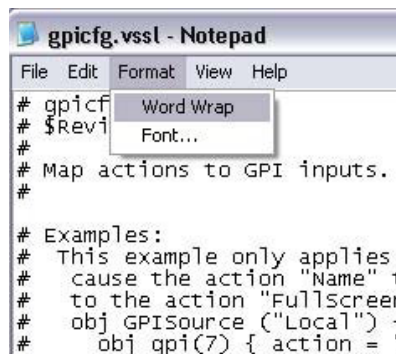 gpicfg.vssl - Notepad
File Edit Format View Help
Word Wrap
Font...
# gpicf
# $Revi
#
# Map actions to GPI inputs.
#
# Examples:
# This example only applies
# cause the action "Name"
# to the action "FullScreen
# obj GPISource ("Local") {
# obj gpi(7) { action = "